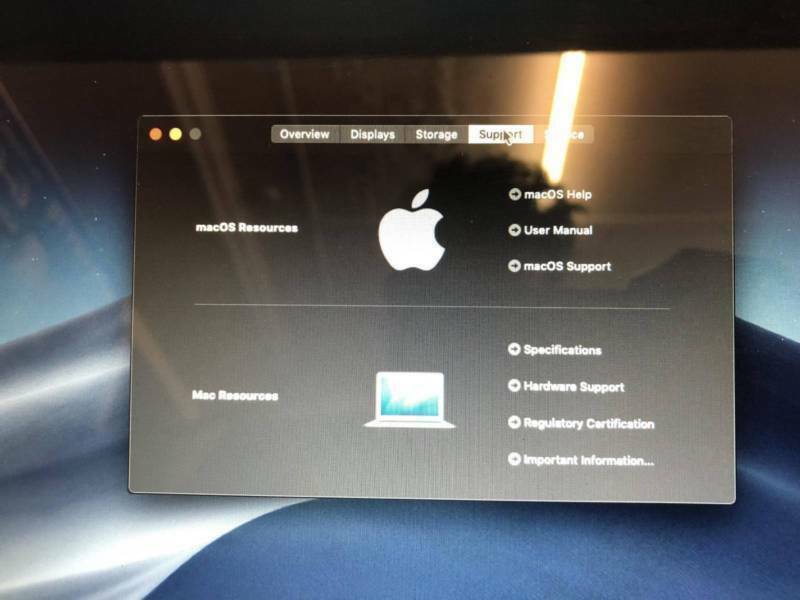 Overview Displays Storage Support
macOS Resources
macOS Help
User Manual
macOS Support
Mac Resources
Specifications
Hardware Support
Regulatory Certification
Important Information...